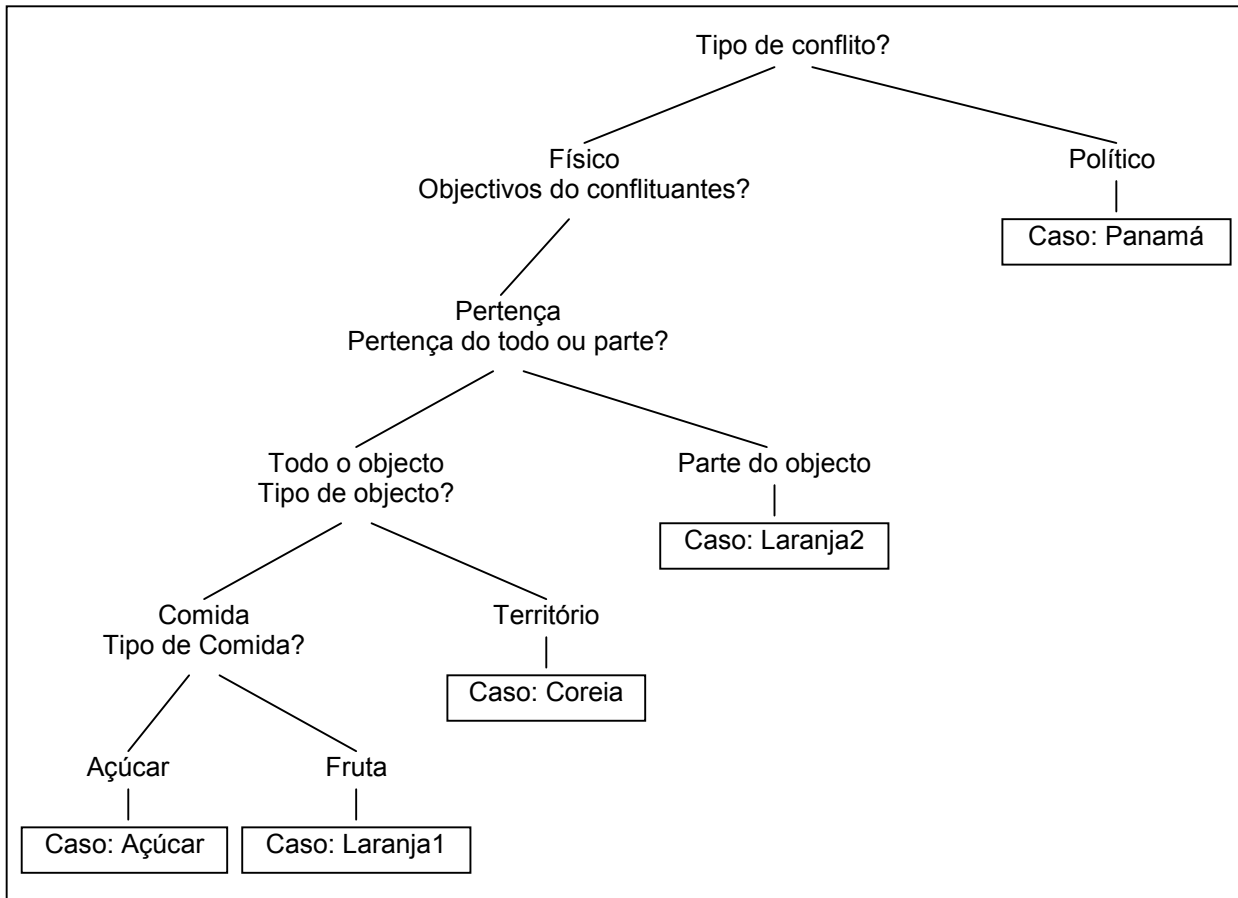 Tipo de conflito?
Físico
Objectivos do conflituantes?
Político
Caso: Panamá
Pertença
Pertença do todo ou parte?
Todo o objecto
Tipo de objecto?
Parte do objecto
Caso: Laranja2
Comida
Tipo de Comida?
Território
Caso: Coreia
Açúcar
Fruta
Caso: Açúcar
Caso: Laranja1